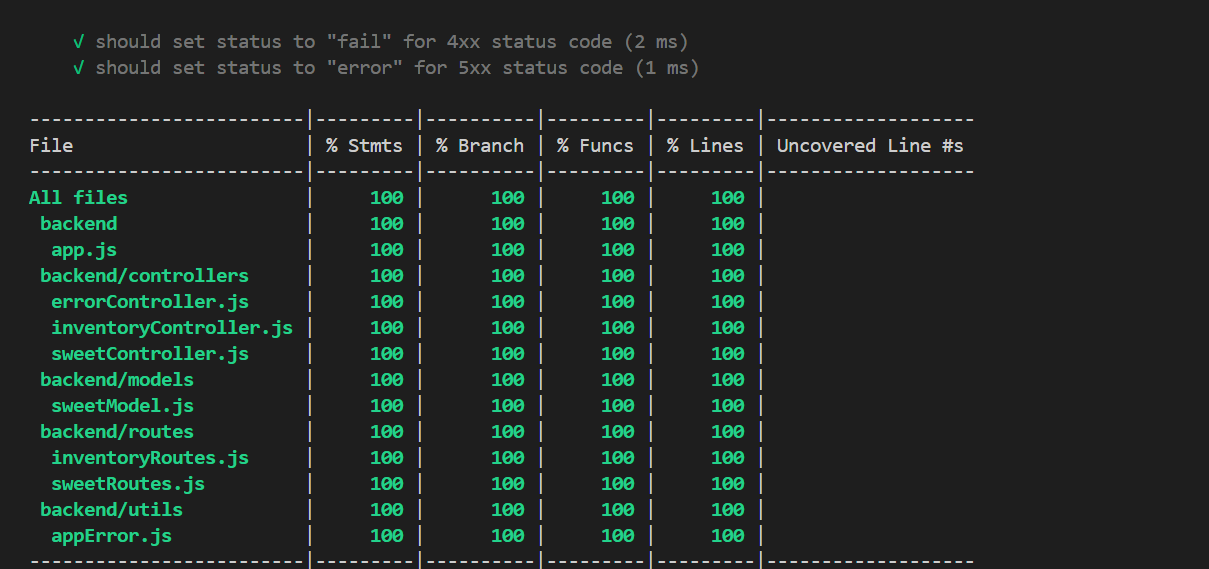 √ should set status to "fail" for 4xx status code (2 ms)
√ should set status to "error" for 5xx status code (1 ms)
-------------------------|---------|----------|---------|---------|-------------------
File                     | % Stmts | % Branch | % Funcs | % Lines | Uncovered Line #s
-------------------------|---------|----------|---------|---------|-------------------
All files                |     100 |      100 |     100 |     100 |
 backend                 |     100 |      100 |     100 |     100 |
  app.js                 |     100 |      100 |     100 |     100 |
 backend/controllers     |     100 |      100 |     100 |     100 |
  errorController.js     |     100 |      100 |     100 |     100 |
  inventoryController.js |     100 |      100 |     100 |     100 |
  sweetController.js     |     100 |      100 |     100 |     100 |
 backend/models          |     100 |      100 |     100 |     100 |
  sweetModel.js          |     100 |      100 |     100 |     100 |
 backend/routes          |     100 |      100 |     100 |     100 |
  inventoryRoutes.js     |     100 |      100 |     100 |     100 |
  sweetRoutes.js         |     100 |      100 |     100 |     100 |
 backend/utils           |     100 |      100 |     100 |     100 |
  appError.js            |     100 |      100 |     100 |     100 |
-------------------------|---------|----------|---------|---------|-------------------